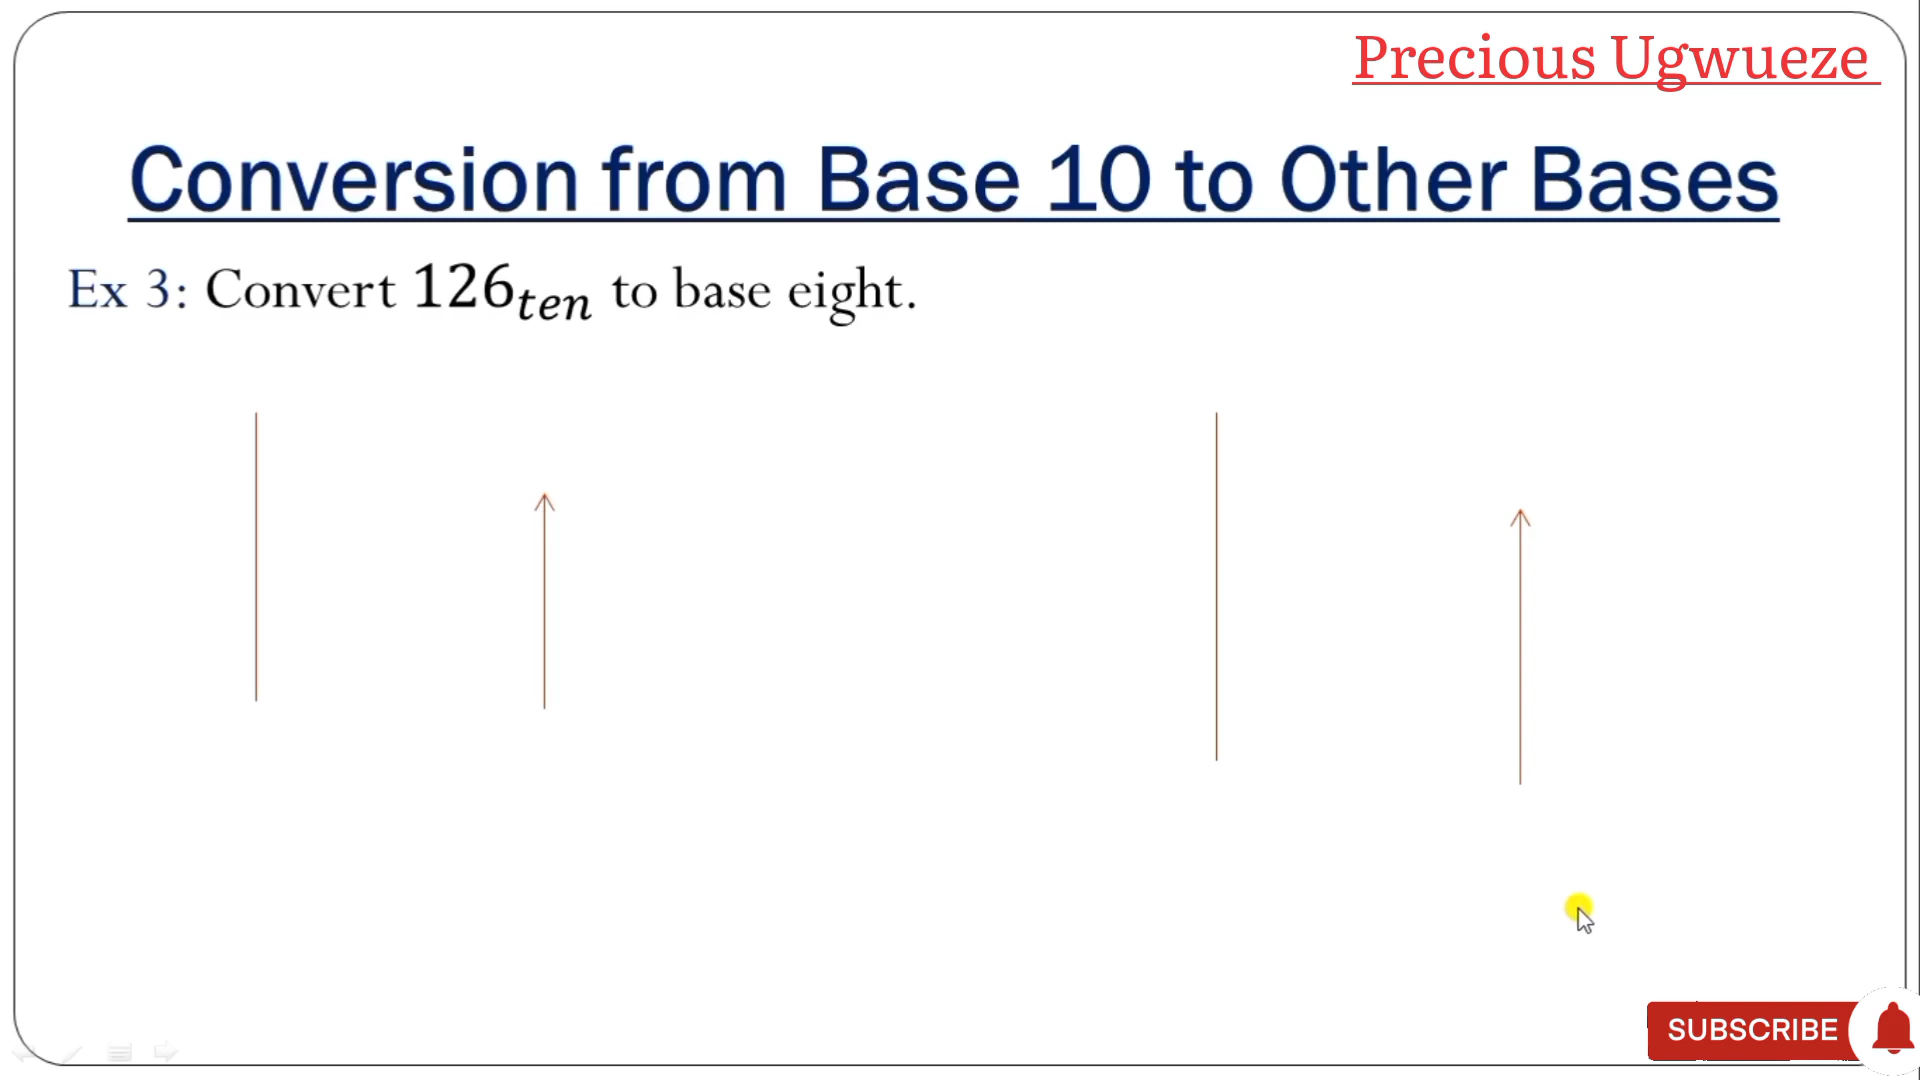 Precious Ugwueze
Conversion from Base 10 to Other Bases
Ex 3: Convert 126ten to base eight.
SUBSCRIBE